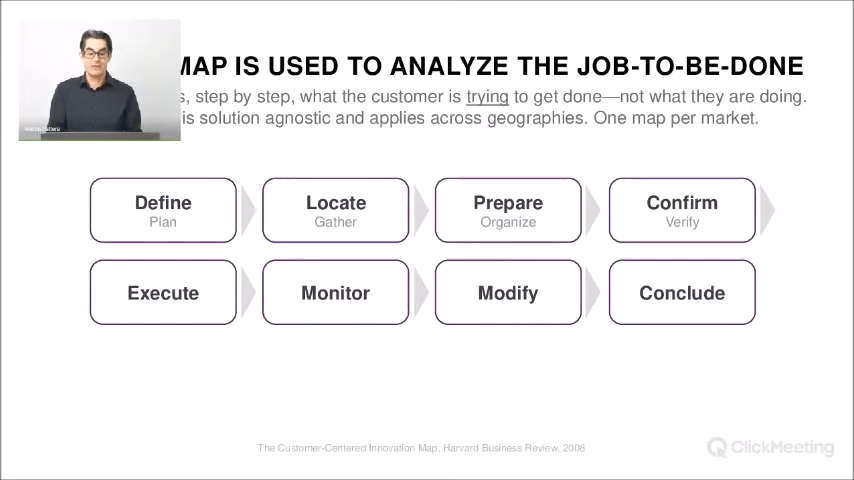 MAP IS USED TO ANALYZE THE JOB-TO-BE-DONE
s, step by step, what the customer is trying to get done—not what they are doing.
is solution agnostic and applies across geographies. One map per market.
Define
Plan
Locate
Gather
Prepare
Organize
Confirm
Verify
Execute
Monitor
Modify
Conclude
The Customer-Centered Innovation Map, Harvard Business Review, 2008
ClickMeeting